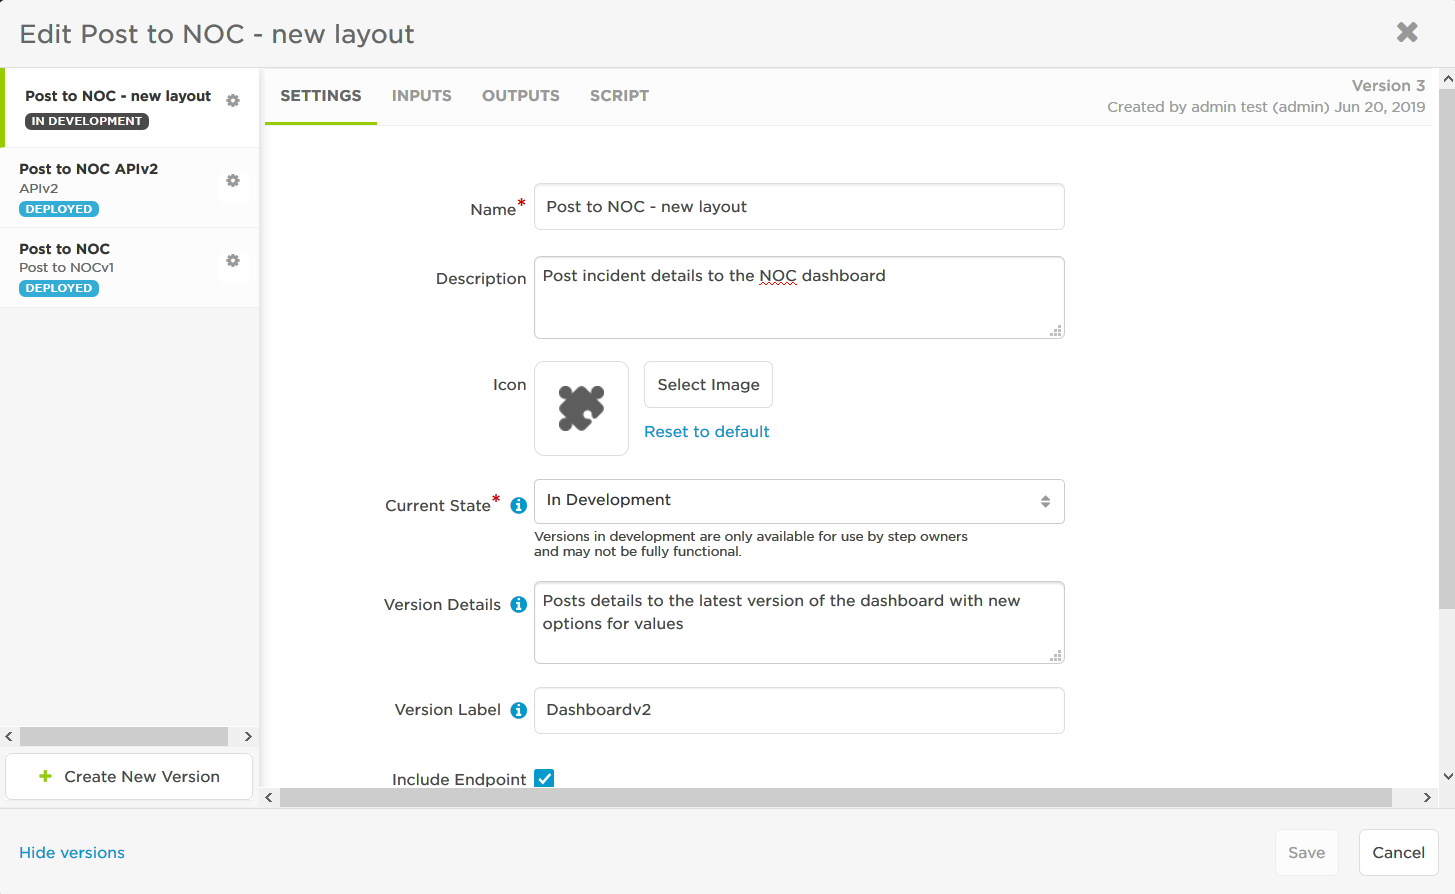 Edit Post to NOC - new layout
Post to NOC - new layout
IN DEVELOPMENT
Post to NOC APIv2
APIv2
DEPLOYED
Post to NOC
Post to NOCv1
DEPLOYED
Create New Version
SETTINGS INPUTS OUTPUTS SCRIPT
Version 3
Created by admin test (admin) Jun 20, 2019
Name* Post to NOC - new layout
Description Post incident details to the NOC dashboard
Icon Select Image
Reset to default
Current State* In Development
Versions in development are only available for use by step owners
and may not be fully functional.
Version Details Posts details to the latest version of the dashboard with new
options for values
Version Label Dashboardv2
Include Endpoint
Hide versions Save Cancel